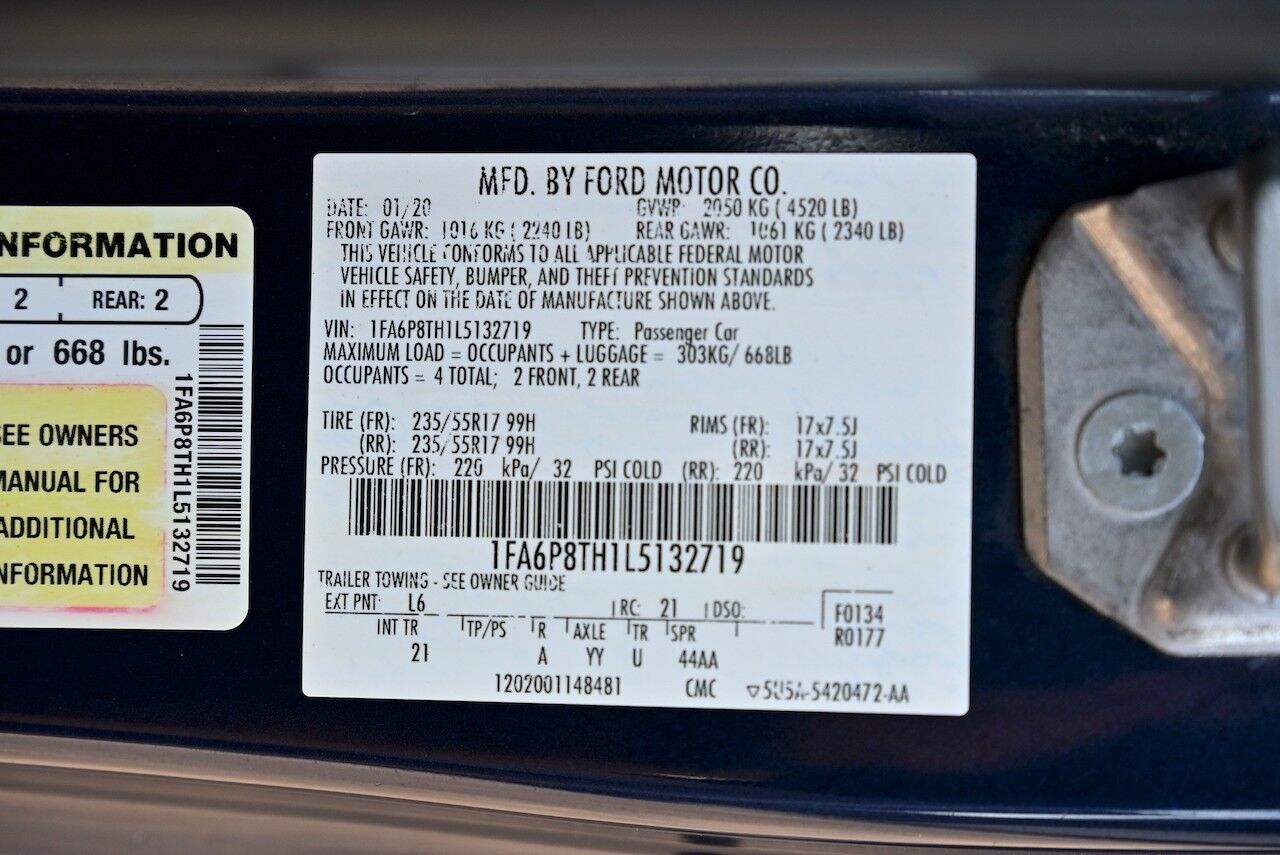 NFORMATION
2 REAR: 2
or 668 lbs.
SEE OWNERS
MANUAL FOR
ADDITIONAL
NFORMATION
1FA6P8TH1L5132719
MFD. BY FORD MOTOR CO.
DATE: 01/20 GVWR: 2050 KG ( 4520 LB)
FRONT GAWR: 1016 KG ( 2240 LB) REAR GAWR: 1061 KG ( 2340 LB)
THIS VEHICLE CONFORMS TO ALL APPLICABLE FEDERAL MOTOR
VEHICLE SAFETY, BUMPER, AND THEFT PREVENTION STANDARDS
IN EFFECT ON THE DATE OF MANUFACTURE SHOWN ABOVE.
VIN: 1FA6P8TH1L5132719 TYPE: Passenger Car
MAXIMUM LOAD = OCCUPANTS + LUGGAGE = 303KG/ 668LB
OCCUPANTS = 4 TOTAL; 2 FRONT, 2 REAR
TIRE (FR): 235/55R17 99H RIMS (FR): 17x7.5J
(RR): 235/55R17 99H (RR): 17x7.5J
PRESSURE (FR): 220 kPa/ 32 PSI COLD (RR): 220 kPa/ 32 PSI COLD
1FA6P8TH1L5132719
TRAILER TOWING - SEE OWNER GUIDE
EXT PNT: L6 RC: 21 DSO: F0134
INT TR TP/PS R AXLE TR SPR R0177
21 A YY U 44AA
1202001148481 CMC 5U5A-5420472-AA